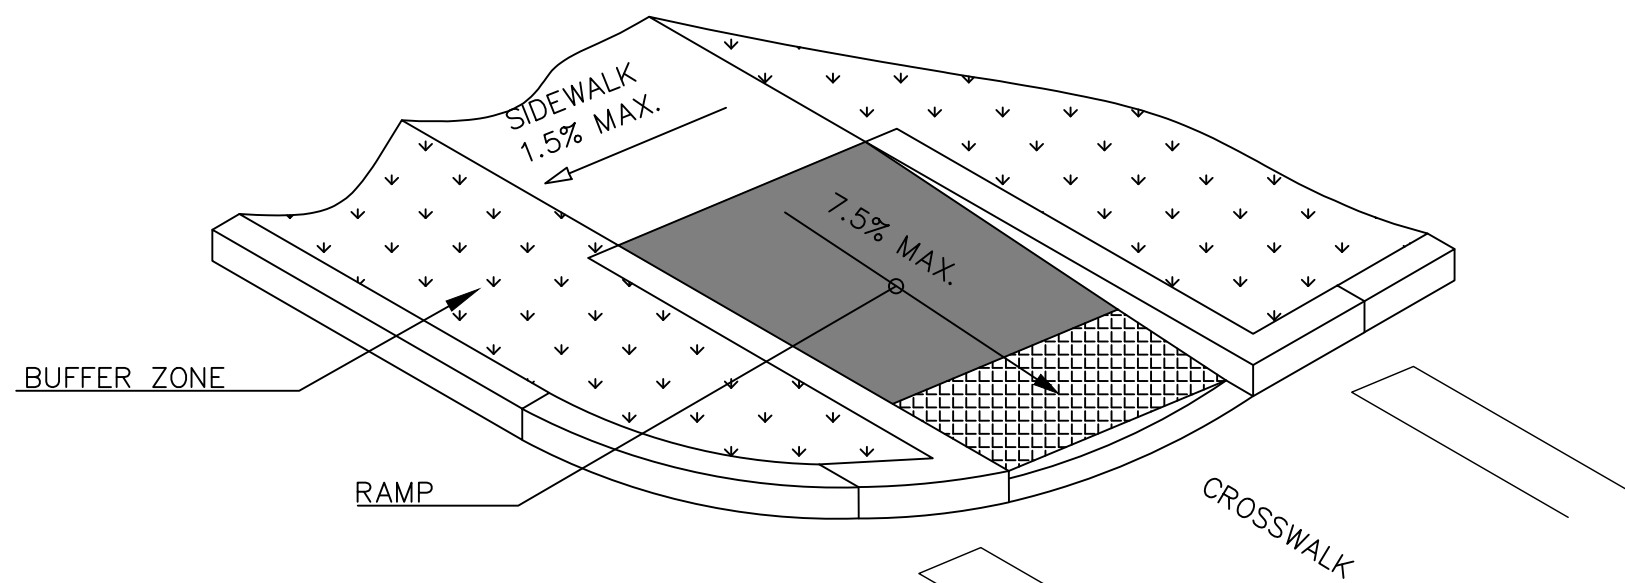 SIDEWALK
1.5% MAX.
7.5% MAX.
BUFFER ZONE
RAMP
CROSSWALK